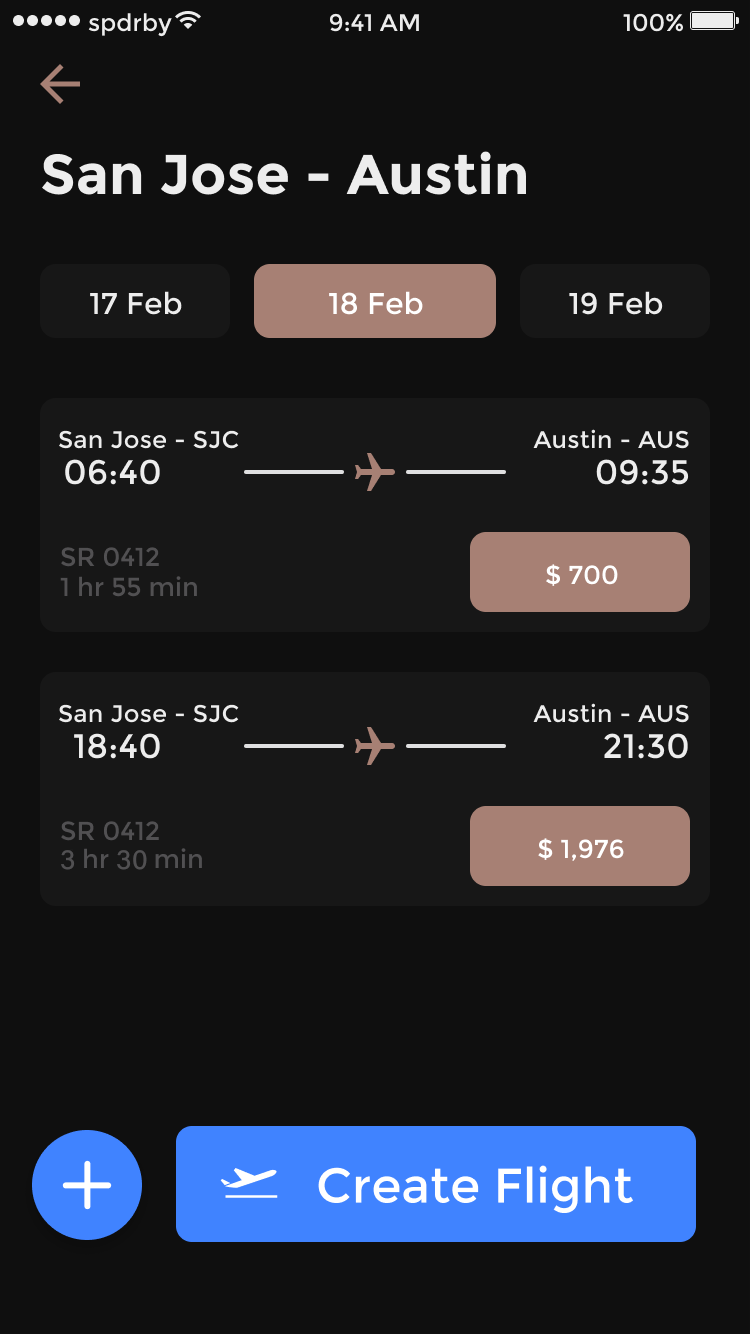 spdrby 9:41 AM 100%
San Jose - Austin
17 Feb 18 Feb 19 Feb
San Jose - SJC Austin - AUS
06:40 09:35
SR 0412
1 hr 55 min
$ 700
San Jose - SJC Austin - AUS
18:40 21:30
SR 0412
3 hr 30 min
$ 1,976
Create Flight